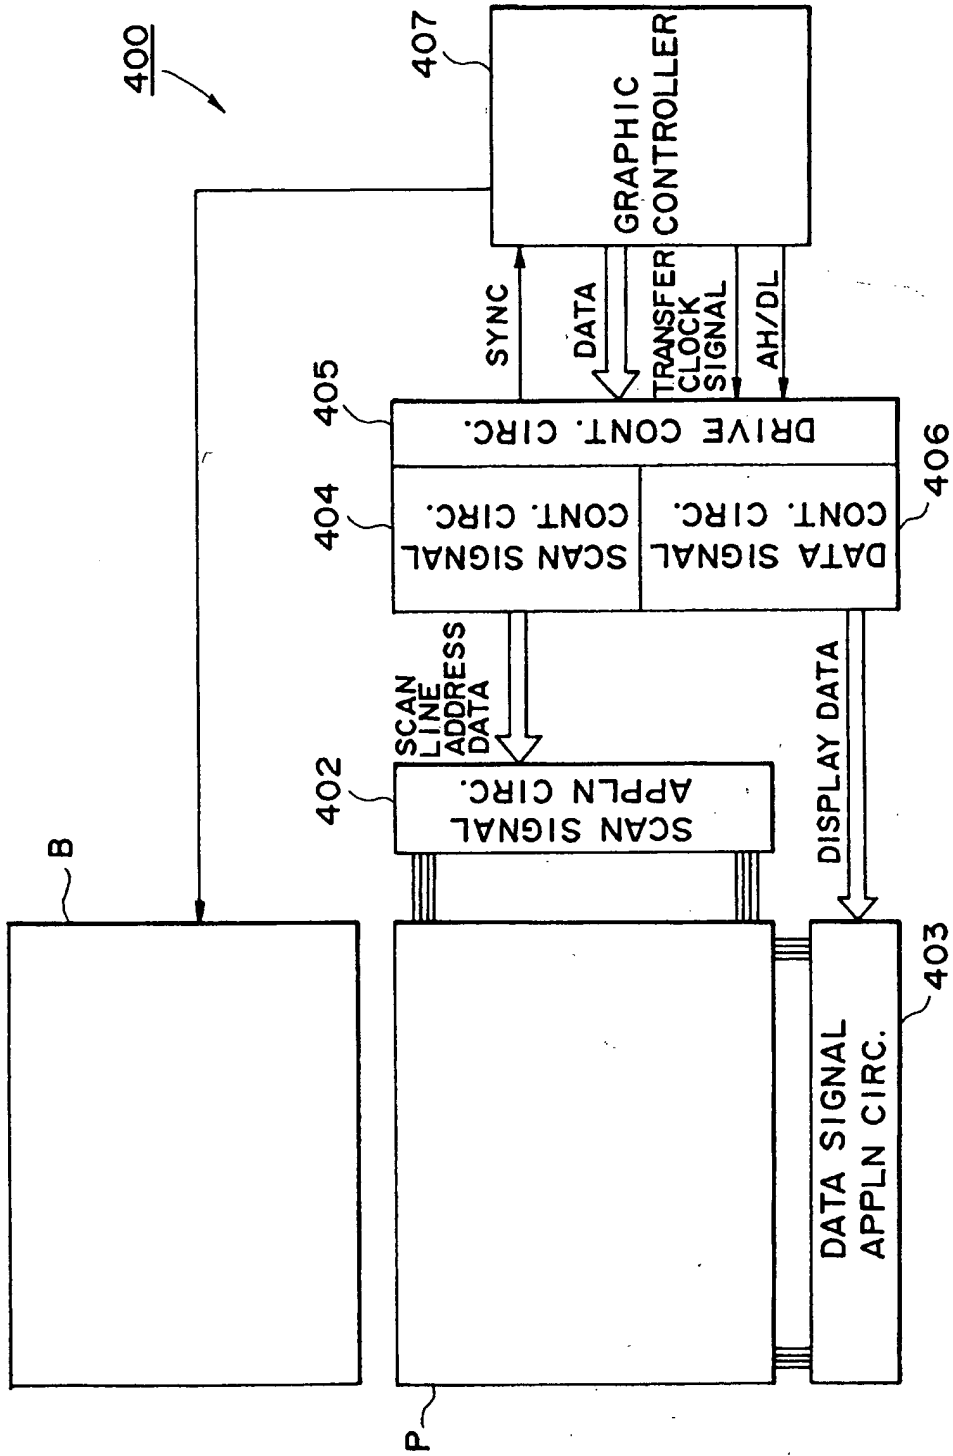 400
B
407
GRAPHIC
CONTROLLER
SYNC
DATA
TRANSFER
CLOCK
SIGNAL
AH/DL
405
DRIVE CONT. CIRC.
404
SCAN SIGNAL
CONT. CIRC.
DATA SIGNAL
CONT. CIRC.
406
SCAN
LINE
ADDRESS
DATA
402
SCAN SIGNAL
APPLN CIRC.
DISPLAY DATA
P
DATA SIGNAL
APPLN CIRC.
403